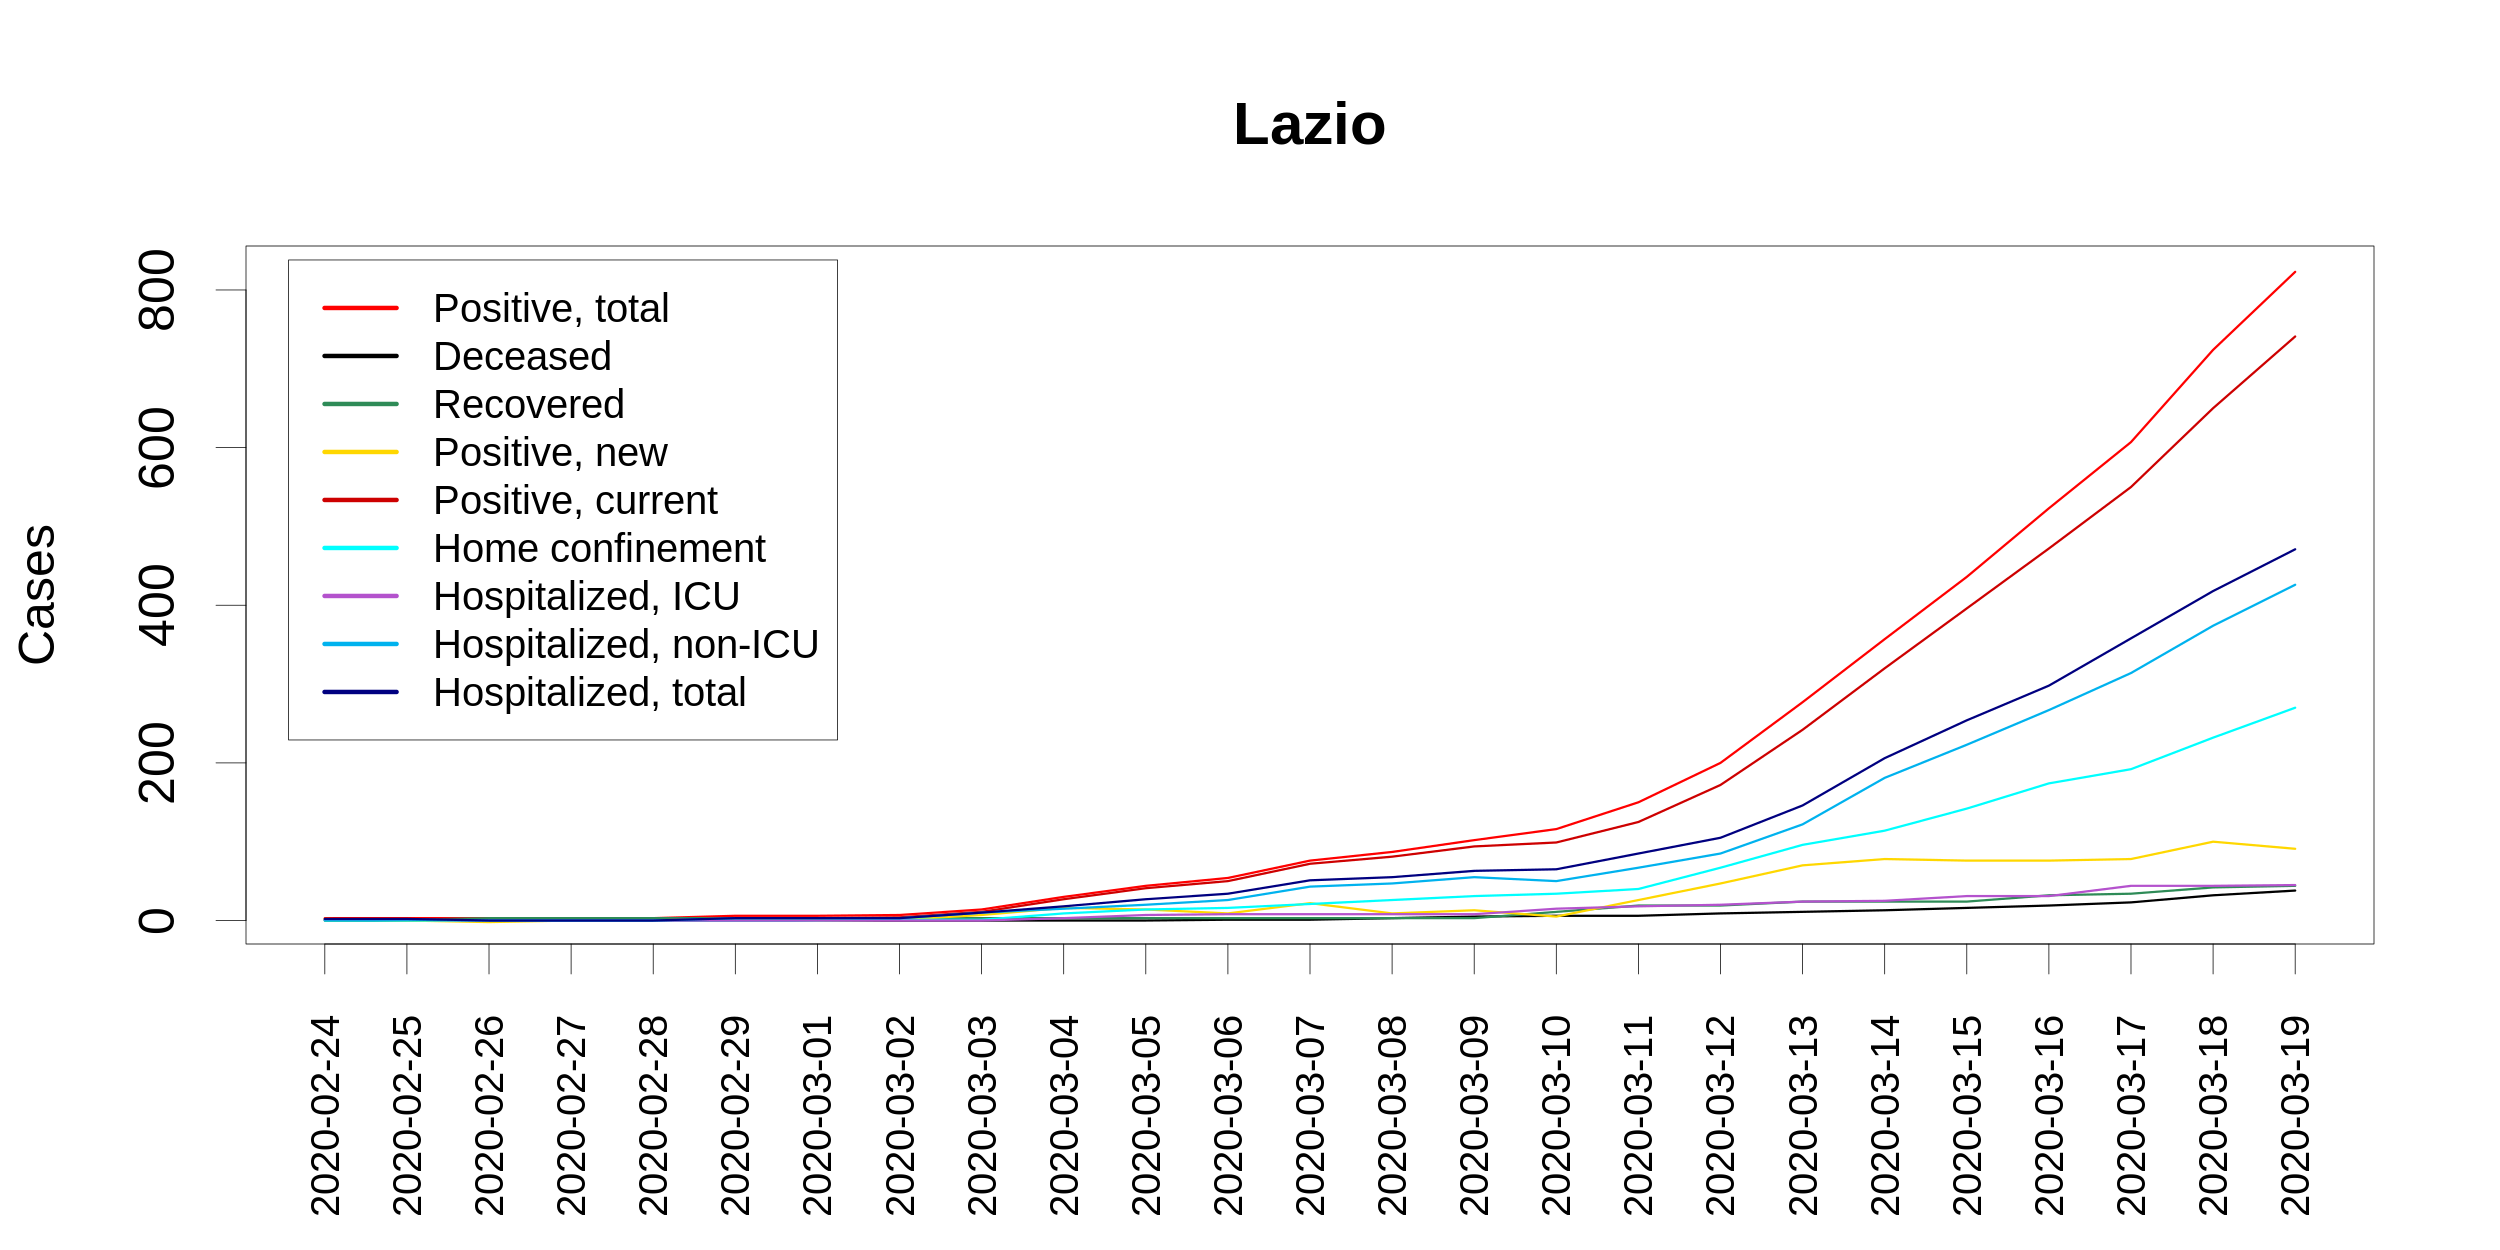 Lazio
Cases
800
600
400
200
0
Positive, total
Deceased
Recovered
Positive, new
Positive, current
Home confinement
Hospitalized, ICU
Hospitalized, non-ICU
Hospitalized, total
2020-02-24
2020-02-25
2020-02-26
2020-02-27
2020-02-28
2020-02-29
2020-03-01
2020-03-02
2020-03-03
2020-03-04
2020-03-05
2020-03-06
2020-03-07
2020-03-08
2020-03-09
2020-03-10
2020-03-11
2020-03-12
2020-03-13
2020-03-14
2020-03-15
2020-03-16
2020-03-17
2020-03-18
2020-03-19